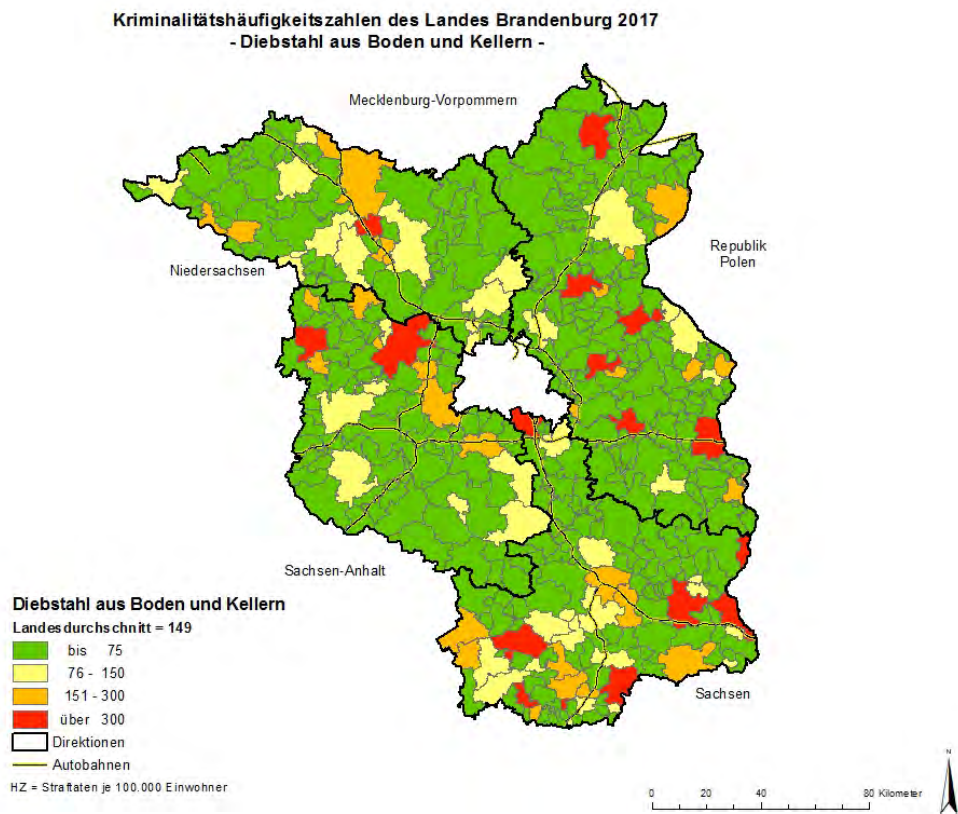 Kriminalitätshäufigkeitszahlen des Landes Brandenburg 2017
- Diebstahl aus Boden und Kellern -
Mecklenburg-Vorpommern
Republik
Polen
Niedersachsen
Sachsen-Anhalt
Sachsen
Diebstahl aus Boden und Kellern
Landesdurchschnitt = 149
bis 75
76 - 150
151 - 300
über 300
Direktionen
Autobahnen
HZ = Straftaten je 100.000 Einwohner
0 20 40 80 Kilometer
N